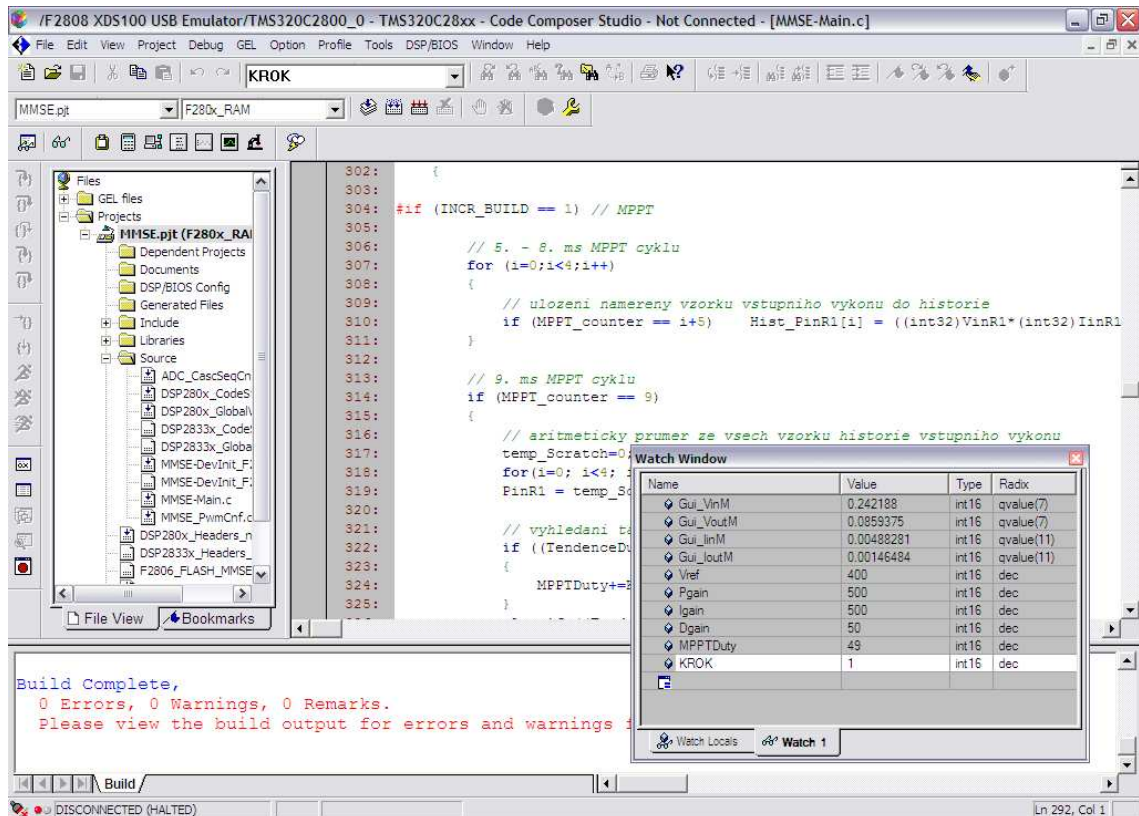 /F2808 XDS100 USB Emulator/TMS320C2800_0 - TMS320C28xx - Code Composer Studio - Not Connected - [MMSE-Main.c]
File Edit View Project Debug GEL Option Profile Tools DSP/BIOS Window Help
KROK
MMSE.pjt F280x_RAM
Files
GEL files
Projects
MMSE.pjt (F280x_RAI
Dependent Projects
Documents
DSP/BIOS Config
Generated Files
Include
Libraries
Source
ADC_CascSeqCn
DSP280x_CodeS
DSP280x_Global
DSP2833x_Code
DSP2833x_Globa
MMSE-DevInit_F
MMSE-DevInit_F
MMSE-Main.c
MMSE_PwmCnf.c
DSP280x_Headers_n
DSP2833x_Headers_
F2806_FLASH_MMSE
File View Bookmarks
302: {
303:
304: #if (INCR_BUILD == 1) // MPPT
305:
306: // 5. - 8. ms MPPT cyklu
307: for (i=0;i<4;i++)
308: {
309: // ulozeni namereny vzorku vstupniho vykonu do historie
310: if (MPPT_counter == i+5) Hist_PinR1[i] = ((int32)VinR1*(int32)IinR1
311: }
312:
313: // 9. ms MPPT cyklu
314: if (MPPT_counter == 9)
315: {
316: // aritmeticky prumer ze vsech vzorku historie vstupniho vykonu
317: temp_Scratch=0;
318: for(i=0; i<4; i
319: PinR1 = temp_Sc
320:
321: // vyhledani ta
322: if ((TendenceDu
323: {
324: MPPTDuty+=
325: }
Watch Window
Name Value Type Radix
Gui_VinM 0.242188 int16 qvalue(7)
Gui_VoutM 0.0859375 int16 qvalue(7)
Gui_IinM 0.00488281 int16 qvalue(11)
Gui_IoutM 0.00146484 int16 qvalue(11)
Vref 400 int16 dec
Pgain 500 int16 dec
Igain 500 int16 dec
Dgain 50 int16 dec
MPPTDuty 49 int16 dec
KROK 1 int16 dec
Watch Locals Watch 1
Build Complete,
0 Errors, 0 Warnings, 0 Remarks.
Please view the build output for errors and warnings f
Build
DISCONNECTED (HALTED) Ln 292, Col 1